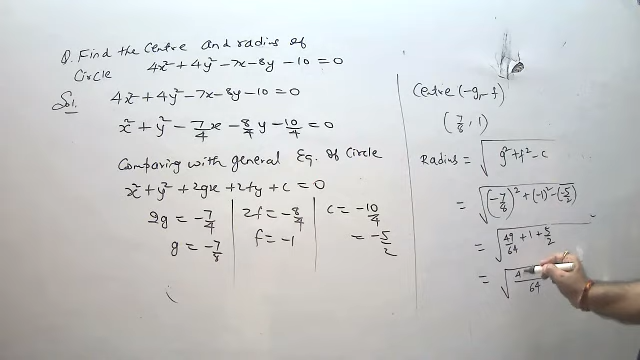 Q. Find the Centre and radius of
Circle 4x² + 4y² - 7x - 8y - 10 = 0
Sol. 4x² + 4y² - 7x - 8y - 10 = 0
x² + y² - 7/4 x - 8/4 y - 10/4 = 0
Comparing with general Eq. of Circle
x² + y² + 2gx + 2fy + c = 0
2g = -7/4
g = -7/8
2f = -8/4
f = -1
c = -10/4
= -5/2
Centre (-g, -f)
(7/8, 1)
Radius = √(g² + f² - c)
= √((-7/8)² + (-1)² - (-5/2))
= √(49/64 + 1 + 5/2)
= √(4 /64)